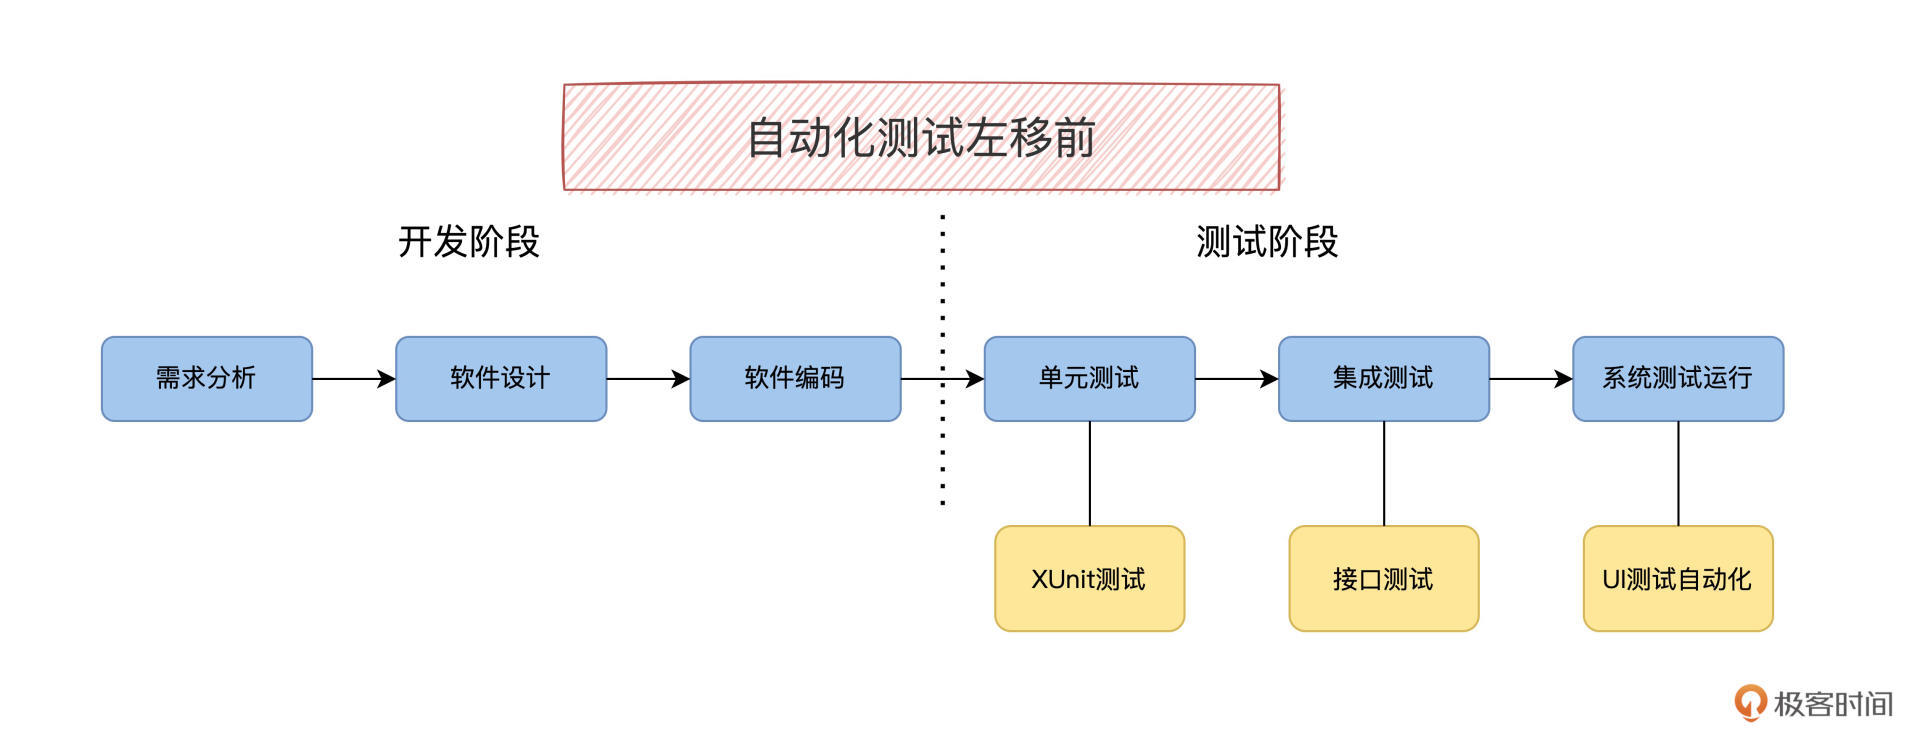 自动化测试左移前
开发阶段
测试阶段
需求分析
软件设计
软件编码
单元测试
集成测试
系统测试运行
XUnit测试
接口测试
UI测试自动化
极客时间